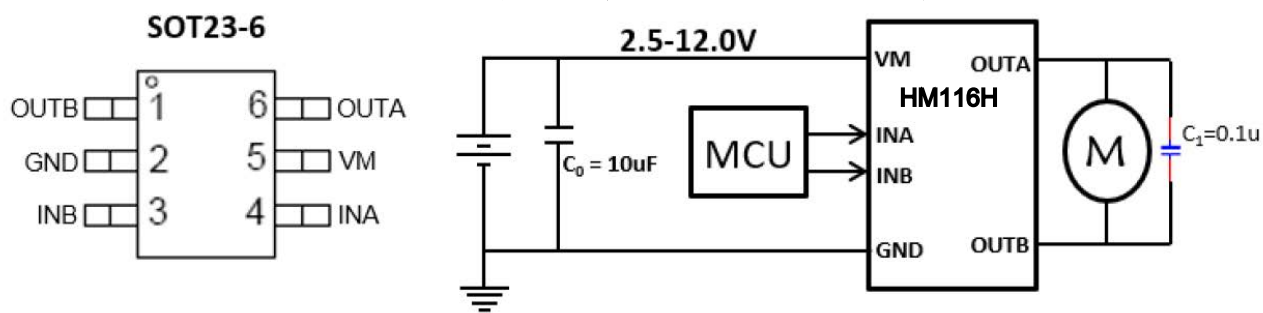 SOT23-6
OUTB 1 6 OUTA
GND 2 5 VM
INB 3 4 INA
2.5-12.0V
C₀ = 10uF
MCU
VM OUTA
HM116H
INA
INB
GND OUTB
M
C₁=0.1u